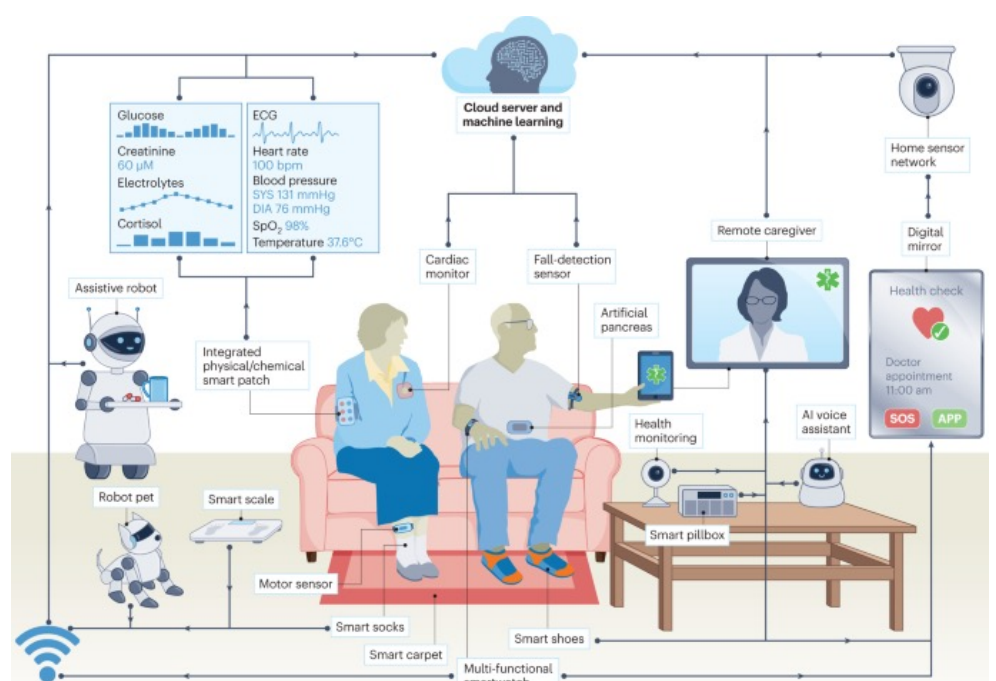 Cloud server and
machine learning
Glucose
Creatinine
60 µM
Electrolytes
Cortisol
ECG
Heart rate
100 bpm
Blood pressure
SYS 131 mmHg
DIA 76 mmHg
SpO₂ 98%
Temperature 37.6°C
Home sensor
network
Remote caregiver
Digital
mirror
Cardiac
monitor
Fall-detection
sensor
Assistive robot
Artificial
pancreas
Health check
Doctor
appointment
11:00 am
SOS
APP
Integrated
physical/chemical
smart patch
Health
monitoring
AI voice
assistant
Robot pet
Smart scale
Smart pillbox
Motor sensor
Smart socks
Smart carpet
Smart shoes
Multi-functional